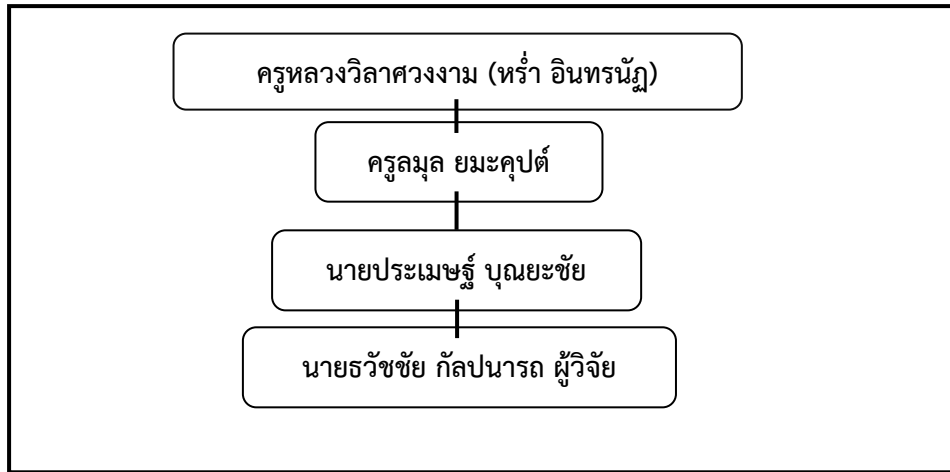 ครูหลวงวิลาศวงงาม (หร่ำ อินทรนัฏ)
ครูลมุล ยมะคุปต์
นายประเมษฐ์ บุณยะชัย
นายธวัชชัย กัลปนารถ ผู้วิจัย